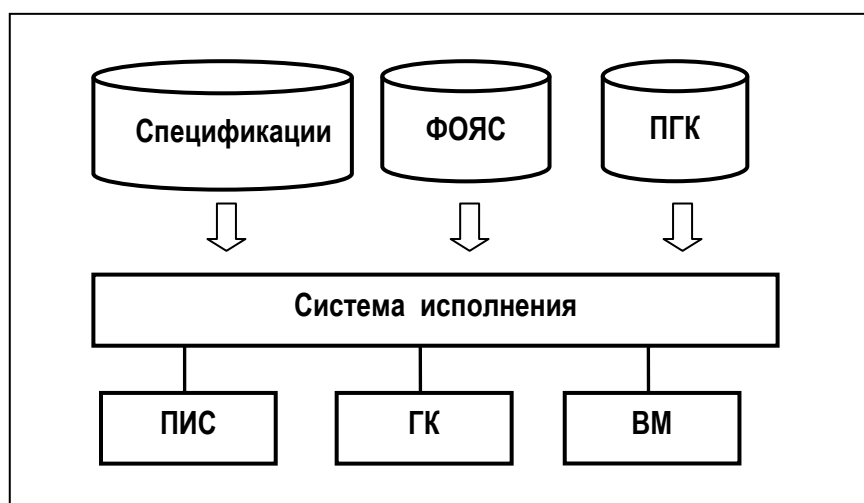 Спецификации
ФОЯС
ПГК
Система исполнения
ПИС
ГК
ВМ